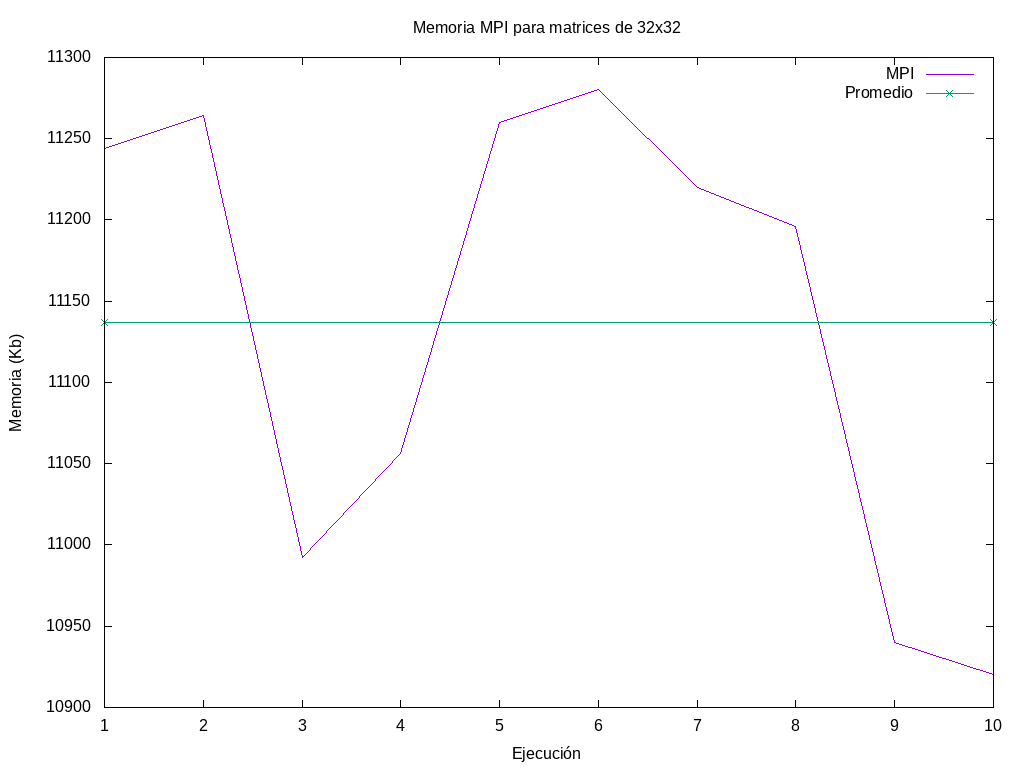 Memoria MPI para matrices de 32x32
MPI
Promedio
11300
11250
11200
11150
11100
11050
11000
10950
10900
Memoria (Kb)
1 2 3 4 5 6 7 8 9 10
Ejecución